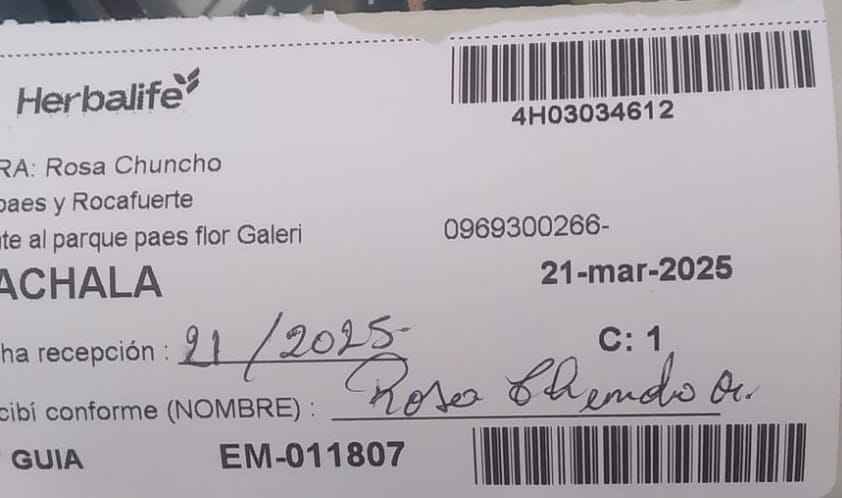 Herbalife
4H03034612
RA: Rosa Chuncho
paes y Rocafuerte
te al parque paes flor Galeri
0969300266-
ACHALA
21-mar-2025
ha recepción : 21/2025-
C: 1
cibí conforme (NOMBRE) : Rosa
GUIA EM-011807